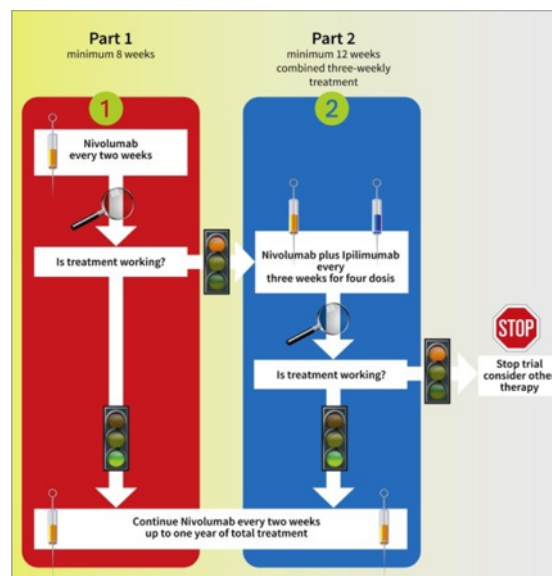 Part 1
minimum 8 weeks
Part 2
minimum 12 weeks
combined three-weekly
treatment
1
2
Nivolumab
every two weeks
Is treatment working?
Nivolumab plus Ipilimumab
every
three weeks for four dosis
STOP
Is treatment working?
Stop trial
consider other
therapy
Continue Nivolumab every two weeks
up to one year of total treatment